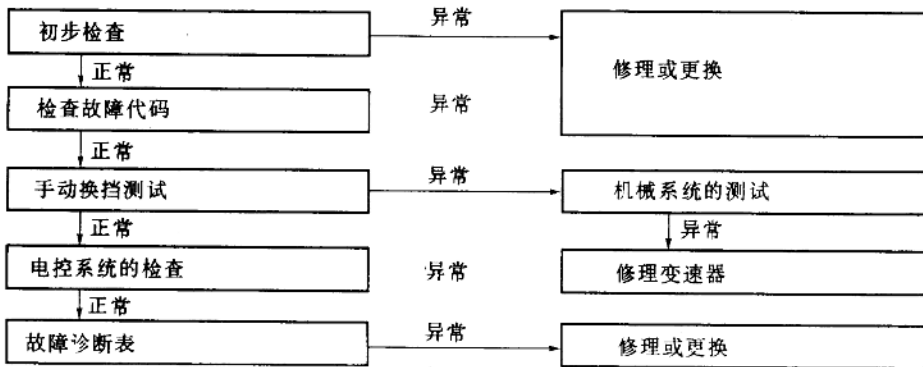 初步检查
异常
修理或更换
正常
检查故障代码
异常
正常
手动换挡测试
异常
机械系统的测试
正常
异常
电控系统的检查
异常
修理变速器
正常
故障诊断表
异常
修理或更换